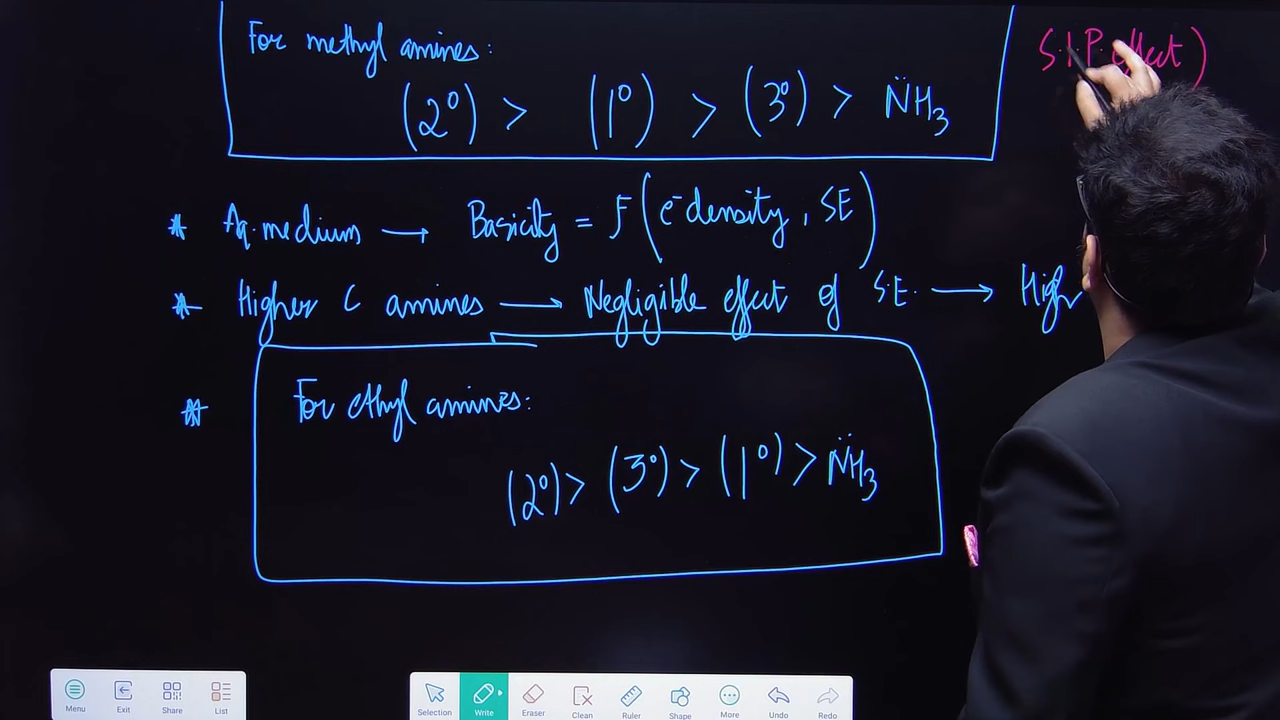 For methyl amines:
(2°) > (1°) > (3°) > N̈H₃
S.I.P. effect)
* Aq. medium → Basicity = f(e⁻density, SE)
* Higher C amines → Negligible effect of S.E. → High
* For ethyl amines:
(2°) > (3°) > (1°) > N̈H₃
Menu Exit Share List Selection Write Eraser Clean Ruler Shape More Undo Redo